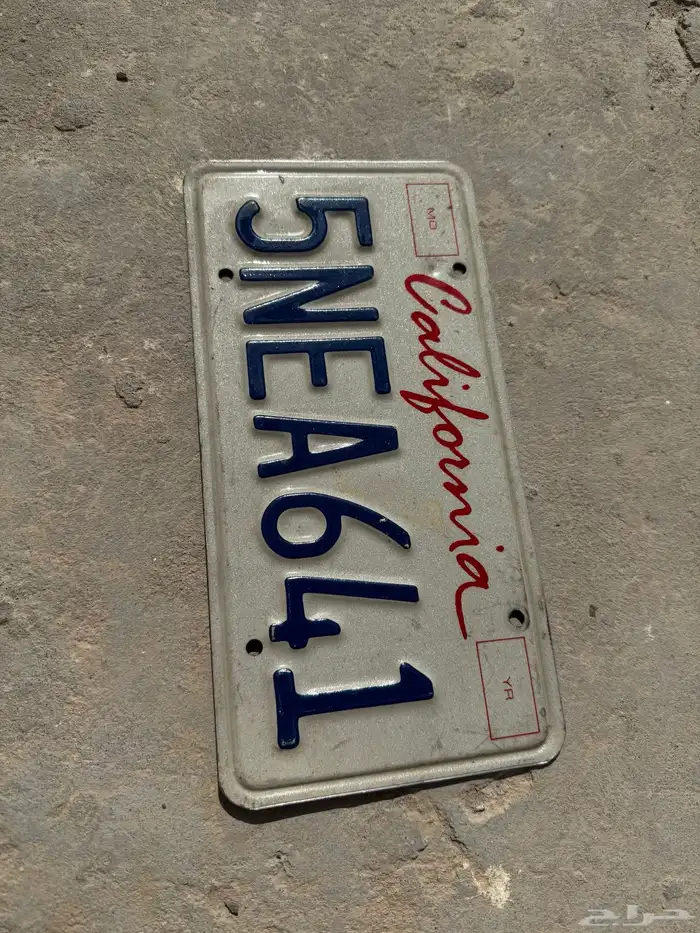 MO
California
YR
5NEA641
حراج